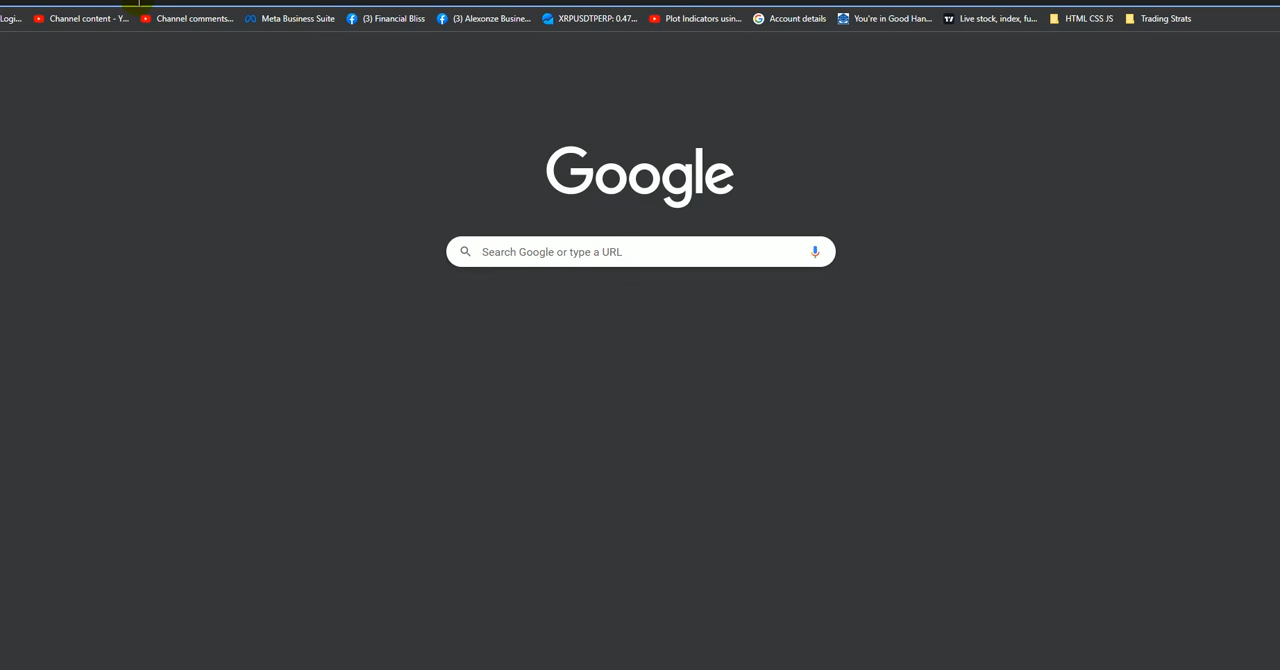 Logi...
Channel content - Y...
Channel comments...
Meta Business Suite
(3) Financial Bliss
(3) Alexonze Busine...
XRPUSDTPERP: 0.47...
Plot Indicators usin...
Account details
You're in Good Han...
Live stock, index, fu...
HTML CSS JS
Trading Strats
Google
Search Google or type a URL